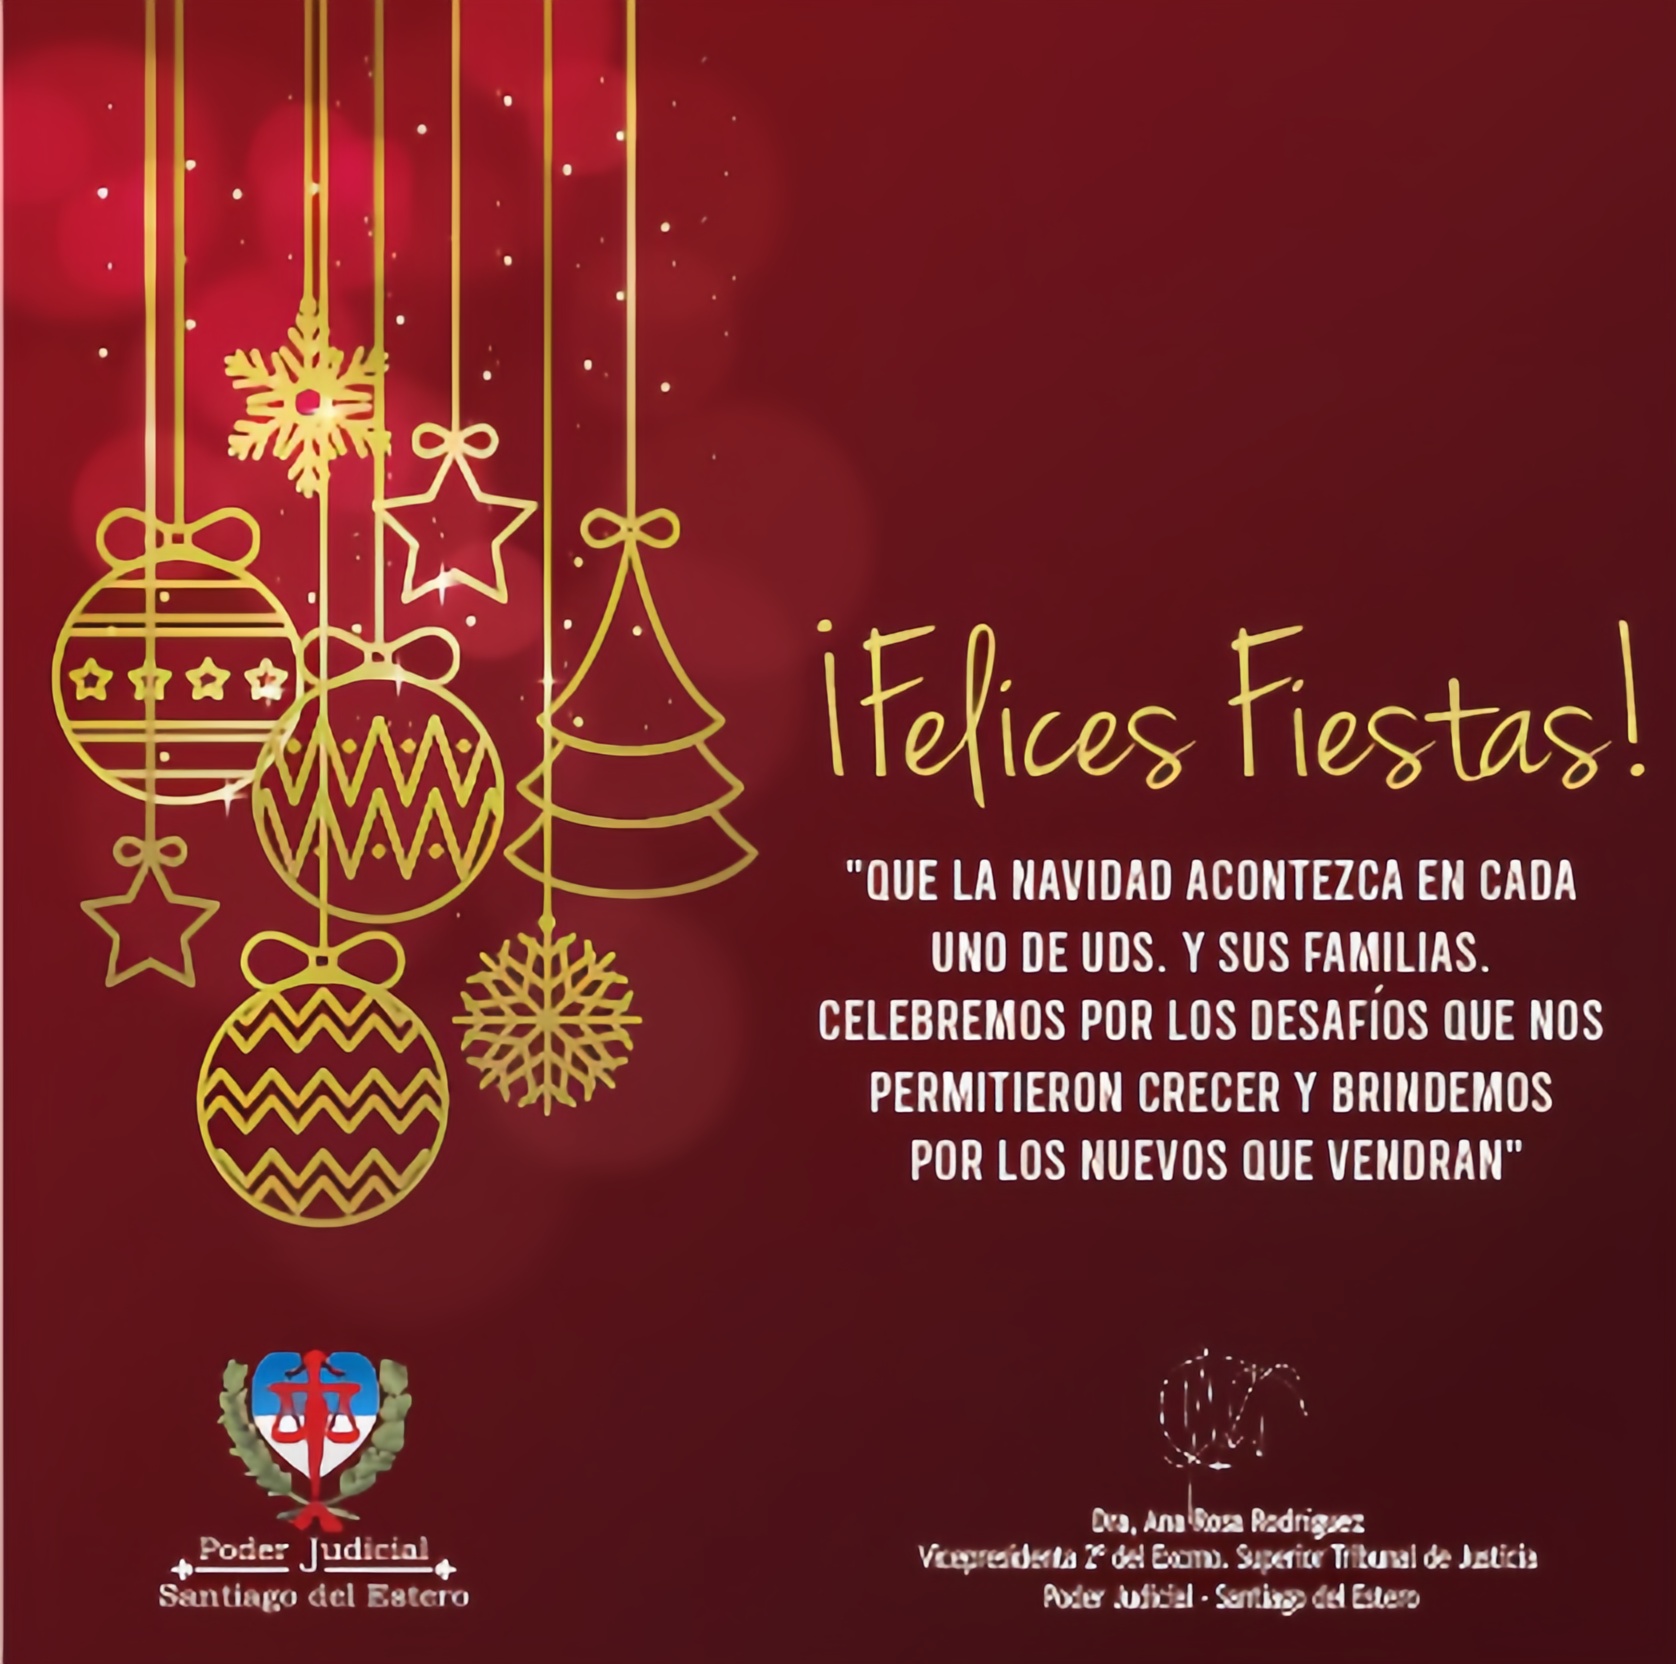 ¡Felices Fiestas!
"QUE LA NAVIDAD ACONTEZCA EN CADA
UNO DE UDS. Y SUS FAMILIAS.
CELEBREMOS POR LOS DESAFÍOS QUE NOS
PERMITIERON CRECER Y BRINDEMOS
POR LOS NUEVOS QUE VENDRAN"
Poder Judicial
Santiago del Estero
Dra, Ana Rosa Rodriguez
Vicepresidenta 2º del Excmo. Superior Tribunal de Justicia
Poder Judicial - Santiago del Estero